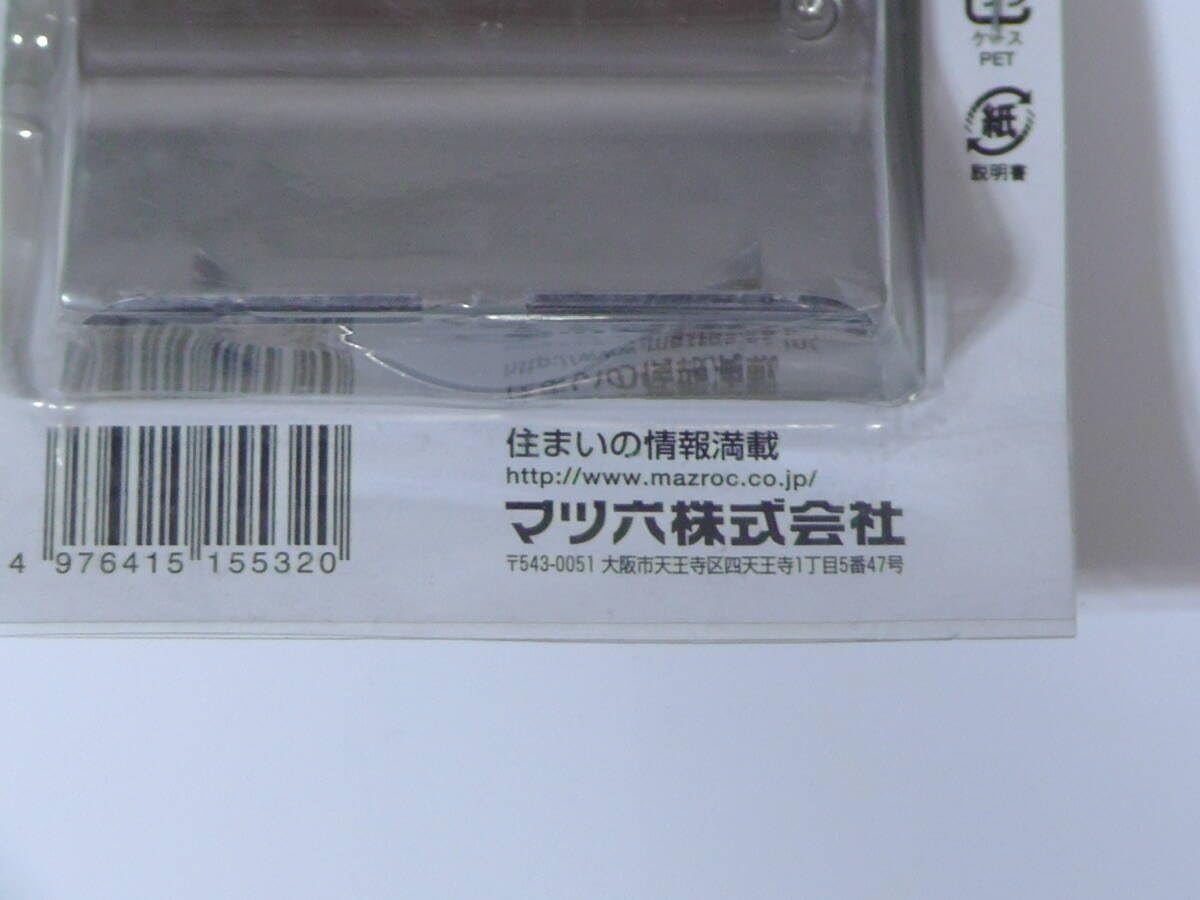 ケース
PET
紙
説明書
住まいの情報満載
http://www.mazroc.co.jp/
マツ六株式会社
〒543-0051 大阪市天王寺区四天王寺1丁目5番47号
4 976415 155320